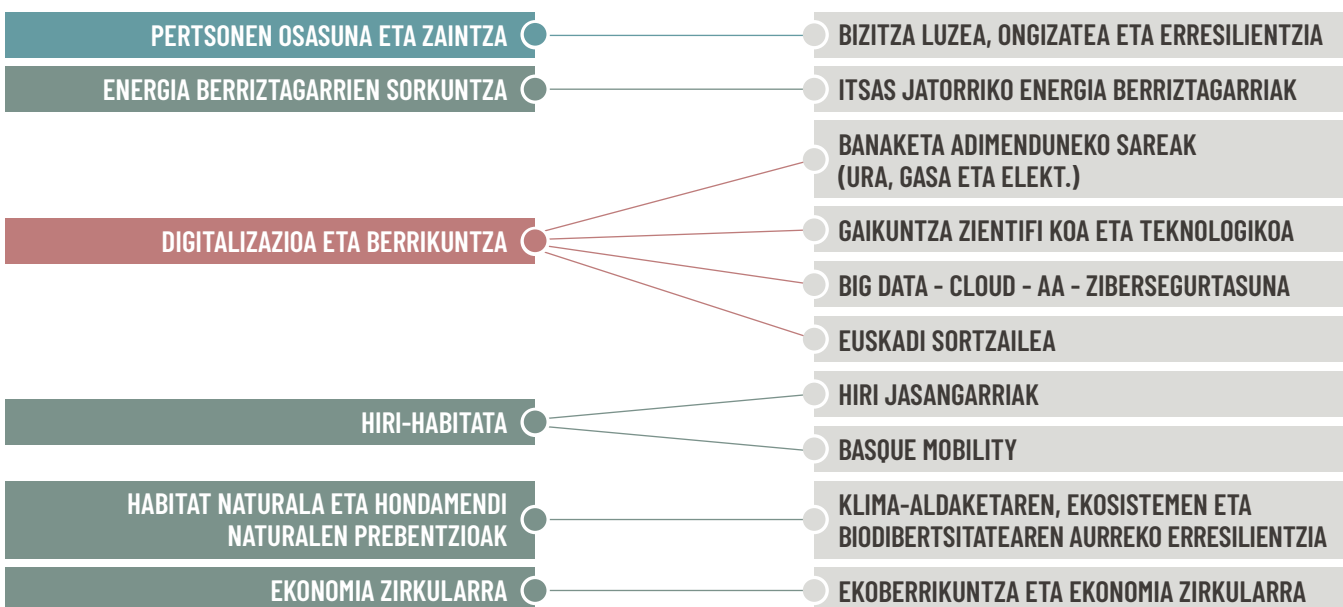 PERTSONEN OSASUNA ETA ZAINTZA
BIZITZA LUZEA, ONGIZATEA ETA ERRESILIENTZIA
ENERGIA BERRIZTAGARRIEN SORKUNTZA
ITSAS JATORRIKO ENERGIA BERRIZTAGARRIAK
DIGITALIZAZIOA ETA BERRIKUNTZA
BANAKETA ADIMENDUNEKO SAREAK
(URA, GASA ETA ELEKT.)
GAIKUNTZA ZIENTIFI KOA ETA TEKNOLOGIKOA
BIG DATA - CLOUD - AA - ZIBERSEGURTASUNA
EUSKADI SORTZAILEA
HIRI-HABITATA
HIRI JASANGARRIAK
BASQUE MOBILITY
HABITAT NATURALA ETA HONDAMENDI
NATURALEN PREBENTZIOAK
KLIMA-ALDAKETAREN, EKOSISTEMEN ETA
BIODIBERTSITATEAREN AURREKO ERRESILIENTZIA
EKONOMIA ZIRKULARRA
EKOBERRIKUNTZA ETA EKONOMIA ZIRKULARRA